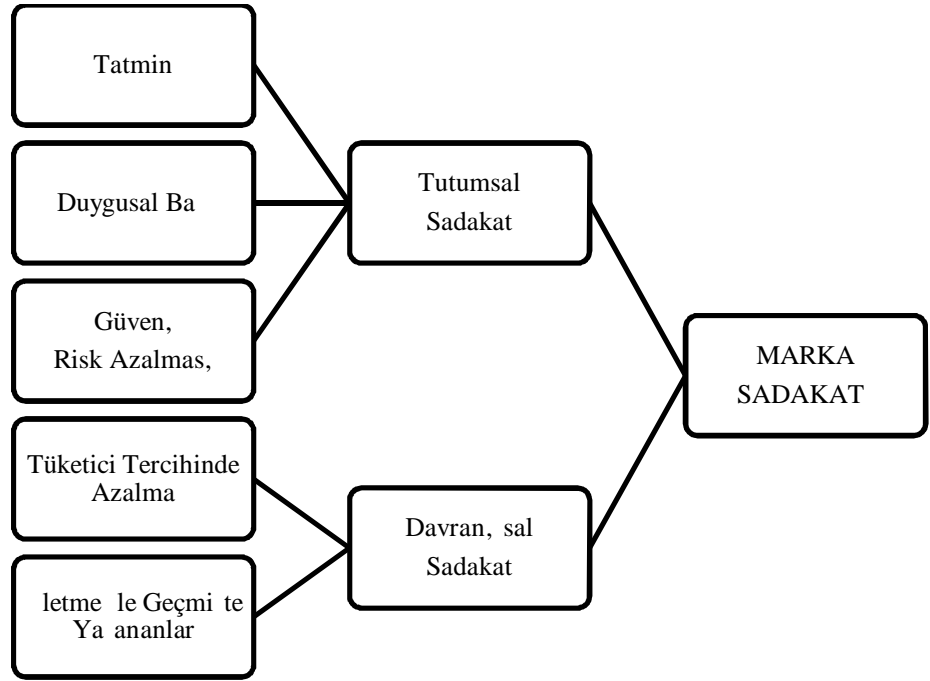 Tatmin
Duygusal Ba
Güven,
Risk Azalmas,
Tüketici Tercihinde
Azalma
letme le Geçmi te
Ya ananlar
Tutumsal
Sadakat
Davran, sal
Sadakat
MARKA
SADAKAT